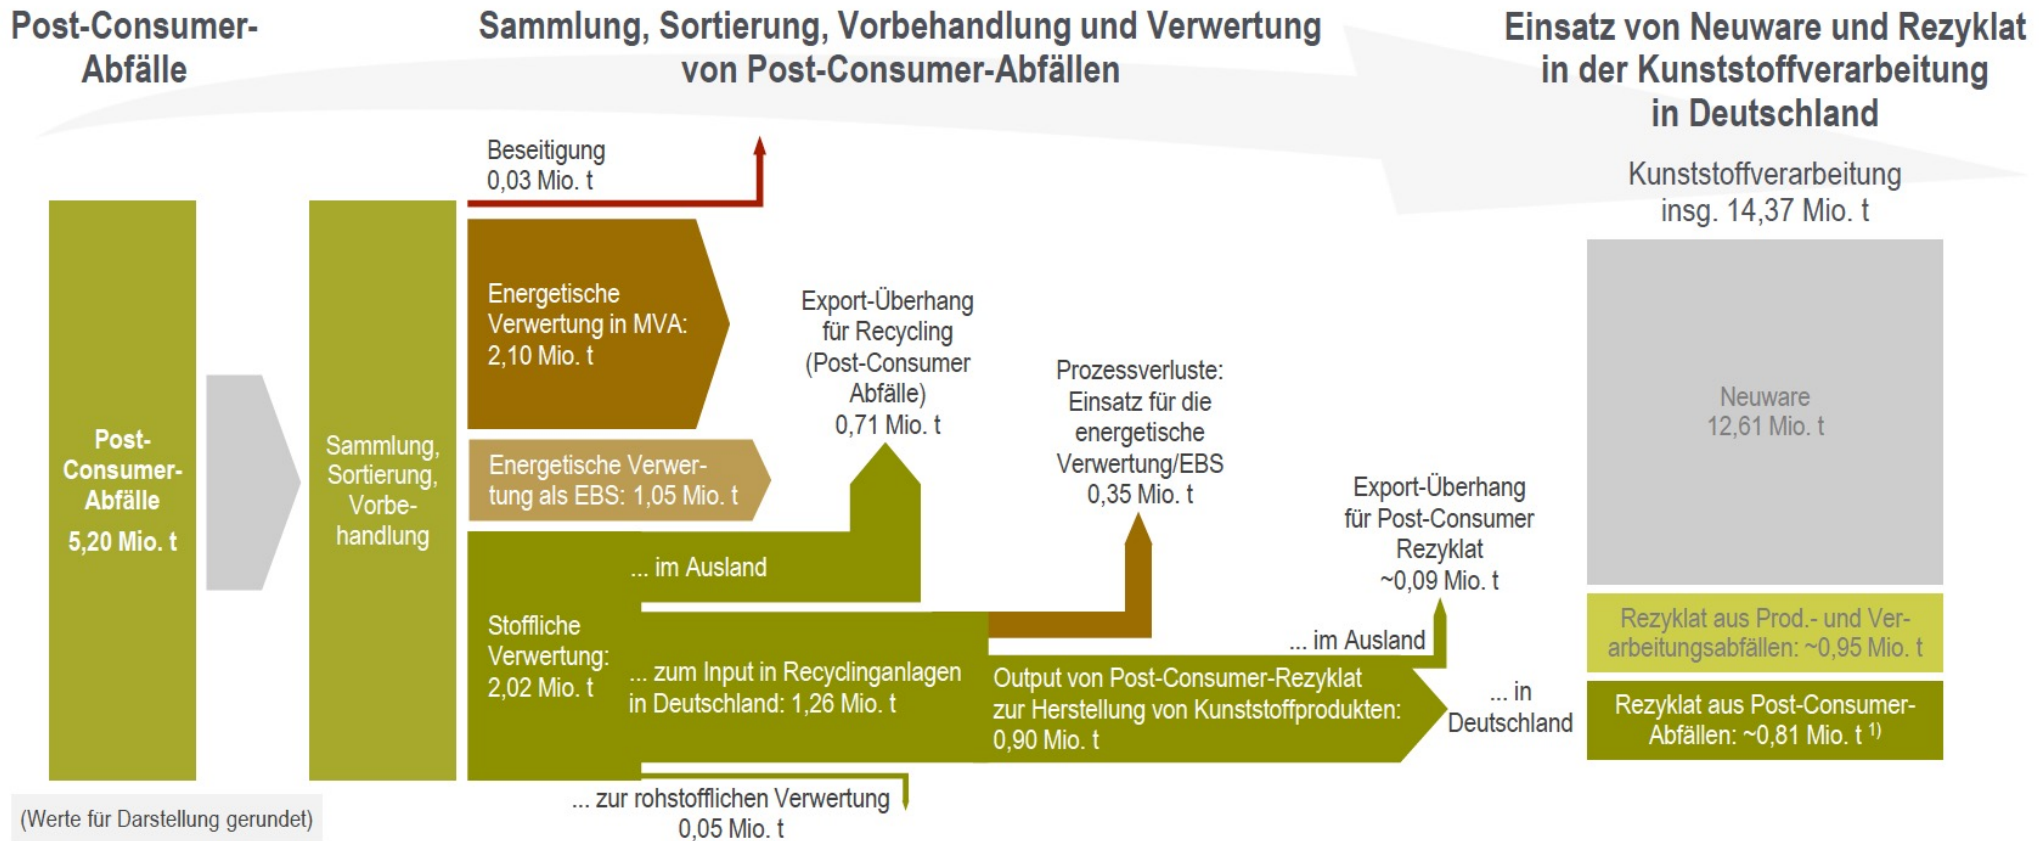 Post-Consumer-
Abfälle
Sammlung, Sortierung, Vorbehandlung und Verwertung
von Post-Consumer-Abfällen
Einsatz von Neuware und Rezyklat
in der Kunststoffverarbeitung
in Deutschland
Kunststoffverarbeitung
insg. 14,37 Mio. t
Post-
Consumer-
Abfälle
5,20 Mio. t
Sammlung,
Sortierung,
Vorbe-
handlung
Beseitigung
0,03 Mio. t
Energetische
Verwertung in MVA:
2,10 Mio. t
Energetische Verwer-
tung als EBS: 1,05 Mio. t
Stoffliche
Verwertung:
2,02 Mio. t
... im Ausland
Export-Überhang
für Recycling
(Post-Consumer
Abfälle)
0,71 Mio. t
... zum Input in Recyclinganlagen
in Deutschland: 1,26 Mio. t
... zur rohstofflichen Verwertung
0,05 Mio. t
Prozessverluste:
Einsatz für die
energetische
Verwertung/EBS
0,35 Mio. t
Output von Post-Consumer-Rezyklat
zur Herstellung von Kunststoffprodukten:
0,90 Mio. t
... im Ausland
Export-Überhang
für Post-Consumer
Rezyklat
~0,09 Mio. t
... in
Deutschland
Neuware
12,61 Mio. t
Rezyklat aus Prod.- und Ver-
arbeitungsabfällen: ~0,95 Mio. t
Rezyklat aus Post-Consumer-
Abfällen: ~0,81 Mio. t ¹⁾
(Werte für Darstellung gerundet)